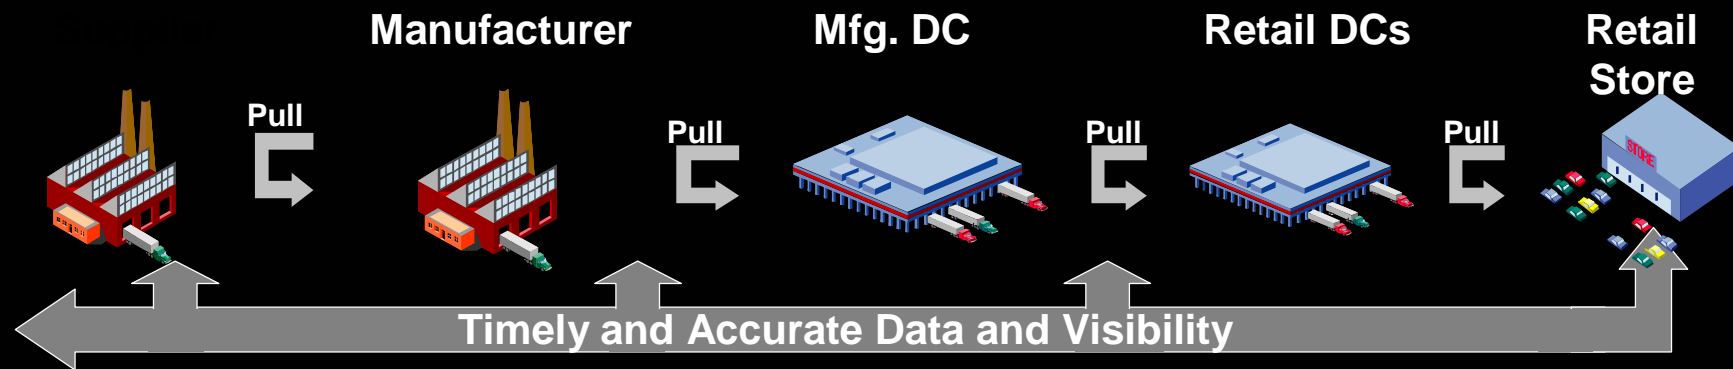 Manufacturer
Mfg. DC
Retail DCs
Retail
Store
Pull
Pull
Pull
Pull
STORE
Timely and Accurate Data and Visibility